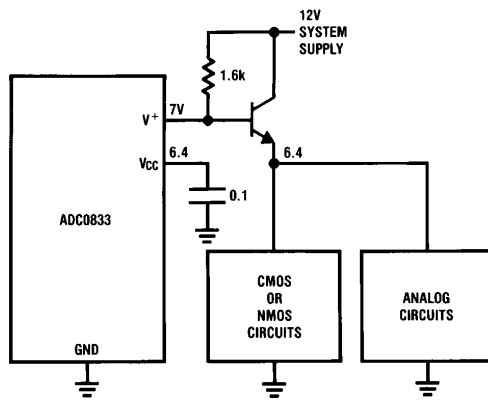 12V
SYSTEM
SUPPLY
1.6k
V+
7V
VCC
6.4
6.4
0.1
ADC0833
CMOS
OR
NMOS
CIRCUITS
ANALOG
CIRCUITS
GND